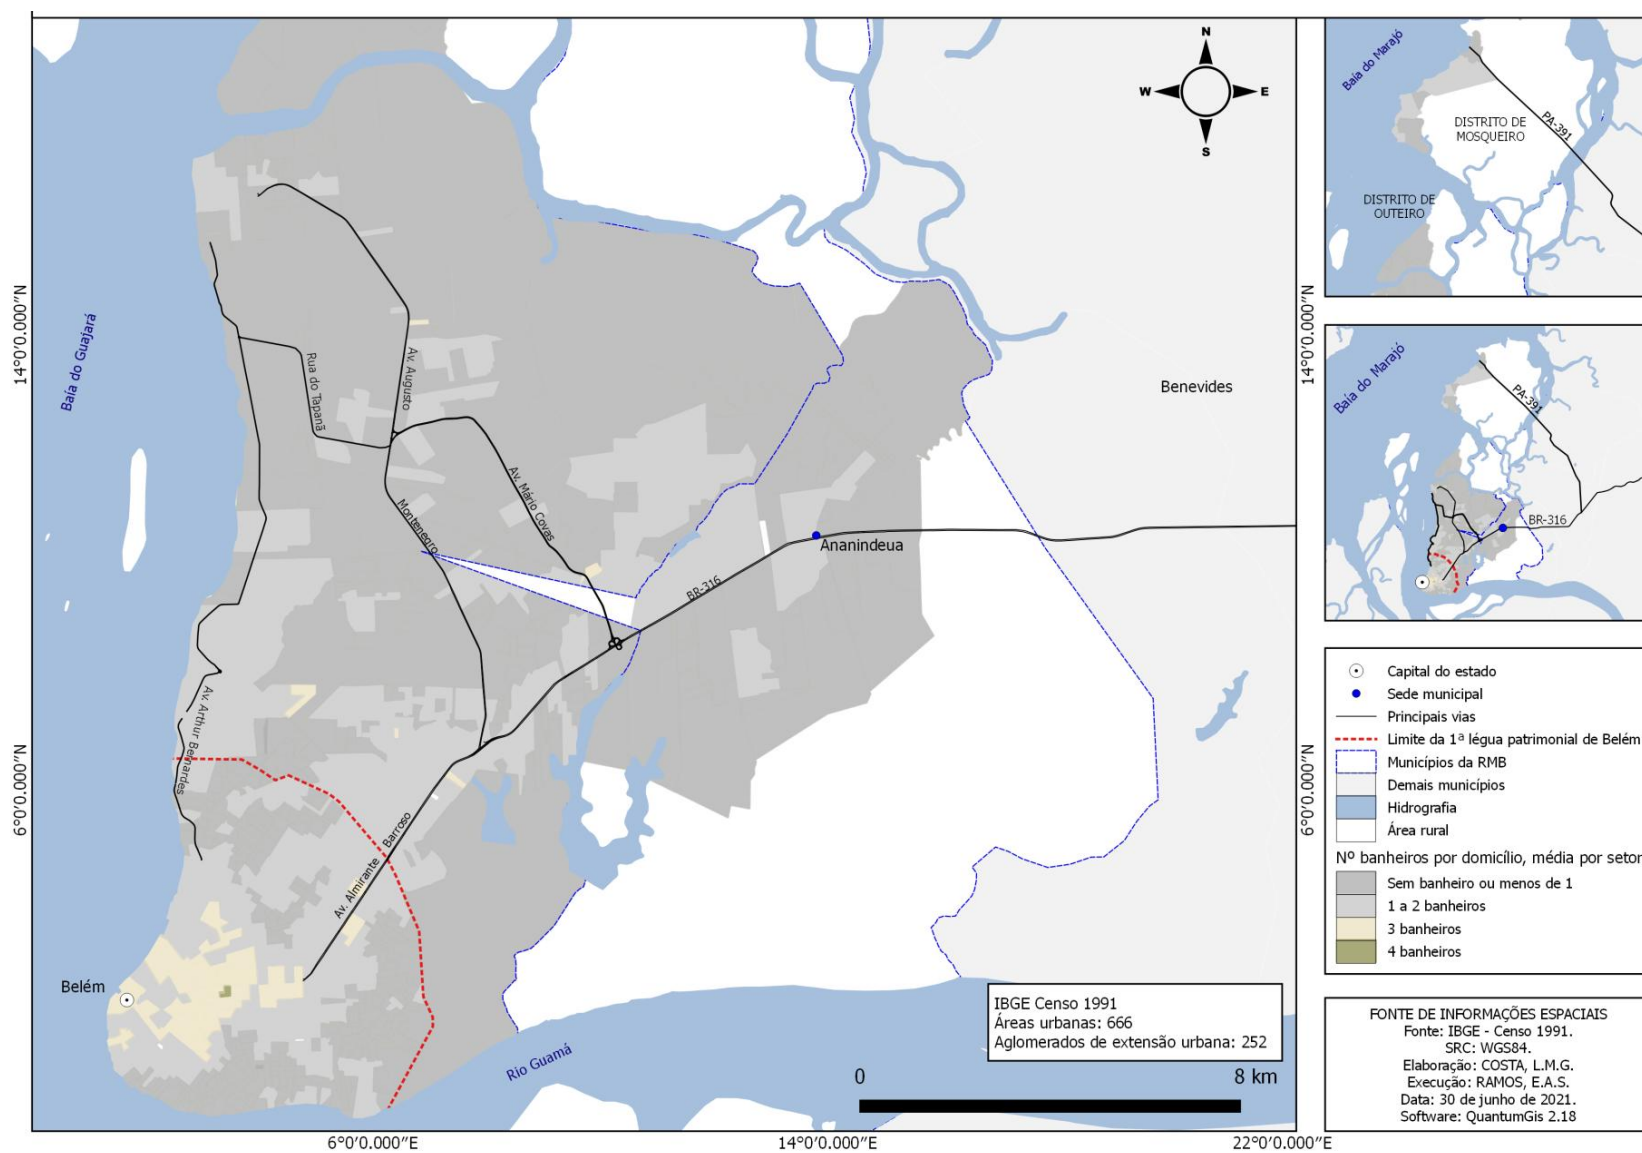 N
W
E
S
14°0'0.000"N
6°0'0.000"N
Baía do Guajará
Rua do Tapanã
Av. Augusto
Montenegro
Av. Mário Covas
Av. Arthur Bernardes
Av. Almirante Barroso
BR-316
Ananindeua
Benevides
Belém
Rio Guamá
IBGE Censo 1991
Áreas urbanas: 666
Aglomerados de extensão urbana: 252
0
8 km
6°0'0.000"E
14°0'0.000"E
22°0'0.000"E
14°0'0.000"N
6°0'0.000"N
Baía do Marajó
PA-391
DISTRITO DE
MOSQUEIRO
DISTRITO DE
OUTEIRO
Baía do Marajó
PA-391
BR-316
Capital do estado
Sede municipal
Principais vias
Limite da 1ª légua patrimonial de Belém
Municípios da RMB
Demais municípios
Hidrografia
Área rural
Nº banheiros por domicílio, média por setor
Sem banheiro ou menos de 1
1 a 2 banheiros
3 banheiros
4 banheiros
FONTE DE INFORMAÇÕES ESPACIAIS
Fonte: IBGE - Censo 1991.
SRC: WGS84.
Elaboração: COSTA, L.M.G.
Execução: RAMOS, E.A.S.
Data: 30 de junho de 2021.
Software: QuantumGis 2.18